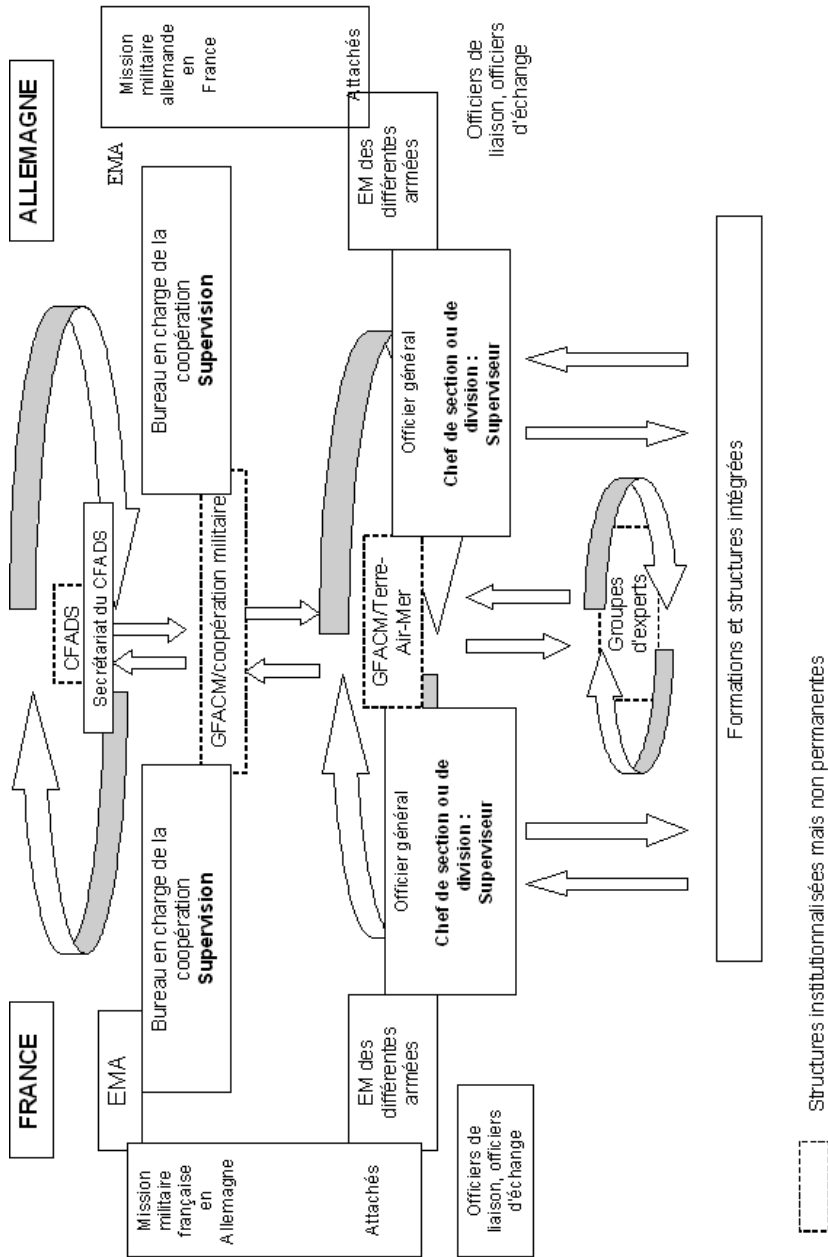 FRANCE
ALLEMAGNE
EMA
EMA
Mission
militaire
française
en
Allemagne
Attachés
Bureau en charge de la
coopération
Supervision
CFADS
Secrétariat du CFADS
GFACM/coopération militaire
Bureau en charge de la
coopération
Supervision
Mission
militaire
allemande
en
France
Attachés
EM des
différentes
armées
Officier général
Chef de section ou de
division :
Superviseur
GFACM/Terre-
Air-Mer
Officier général
Chef de section ou de
division :
Superviseur
EM des
différentes
armées
Officiers de
liaison, officiers
d'échange
Groupes
d'experts
Officiers de
liaison, officiers
d'échange
Formations et structures intégrées
Structures institutionnalisées mais non permanentes